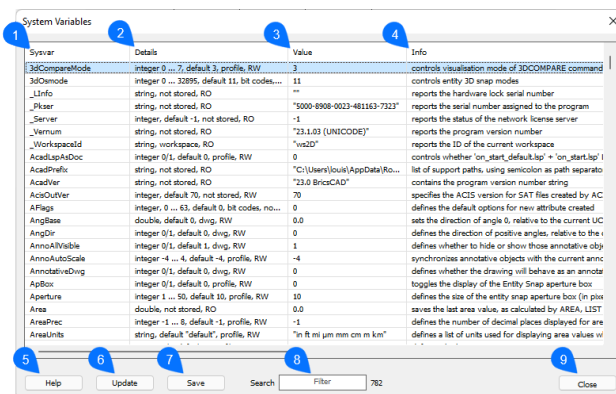 System Variables
1 2 3 4
Sysvar Details Value Info
3dCompareMode integer 0 ... 7, default 3, profile, RW 3 controls visualisation mode of 3DCOMPARE command
3dOsmode integer 0 ... 32895, default 11, bit codes,... 11 controls entity 3D snap modes
_LInfo string, not stored, RO "" reports the hardware lock serial number
_Pkser string, not stored, RO "5000-8908-0023-481163-7323" reports the serial number assigned to the program
_Server integer, default -1, not stored, RO -1 reports the status of the network license server
_Vernum string, not stored, RO "23.1.03 (UNICODE)" reports the program version number
_WorkspaceId string, workspace, RO "ws2D" reports the ID of the current workspace
AcadLspAsDoc integer 0/1, default 0, profile, RW 0 controls whether 'on_start_default.lsp' + 'on_start.lsp'
AcadPrefix string, not stored, RO "C:\Users\louis\AppData\Ro... list of support paths, using semicolon as path separato
AcadVer string, not stored, RO "23.0 BricsCAD" contains the program version number string
AcisOutVer integer, default 70, not stored, RW 70 specifies the ACIS version for SAT files created by AC
AFlags integer, 0 ... 63, default 0, bit codes, no... 0 defines the default options for new attribute created
AngBase double, default 0, dwg, RW 0.0 sets the direction of angle 0, relative to the current UC
AngDir integer 0/1, default 0, dwg, RW 0 defines the direction of positive angles, relative to the
AnnoAllVisible integer 0/1, default 1, dwg, RW 1 defines whether to hide or show those annotative obj
AnnoAutoScale integer -4 ... 4, default -4, profile, RW -4 synchronizes annotative objects with the current anno
AnnotativeDwg integer 0/1, default 0, dwg, RW 0 defines whether the drawing will behave as an annotat
ApBox integer 0/1, default 0, profile, RW 0 toggles the display of the Entity Snap aperture box
Aperture integer 1 ... 50, default 10, profile, RW 10 defines the size of the entity snap aperture box (in pixe
Area double, not stored, RO 0.0 saves the last area value, as calculated by AREA, LIST
AreaPrec integer -1 ... 8, default -1, profile, RW -1 defines the number of decimal places displayed for are
AreaUnits string, default "default", profile, RW "in ft mi µm mm cm m km" defines a list of units used for displaying area values w
5 6 7 8 9
Help Update Save Search Filter 782 Close